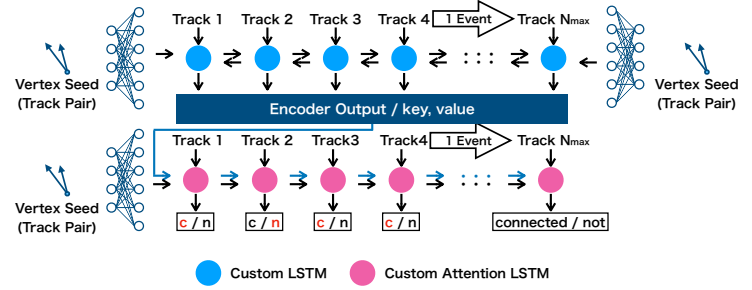 Track 1 Track 2 Track 3 Track 4 1 Event Track Nmax
Vertex Seed
(Track Pair)
Vertex Seed
(Track Pair)
Encoder Output / key, value
Track 1 Track 2 Track3 Track4 1 Event Track Nmax
Vertex Seed
(Track Pair)
c / n c / n c / n c / n connected / not
Custom LSTM Custom Attention LSTM